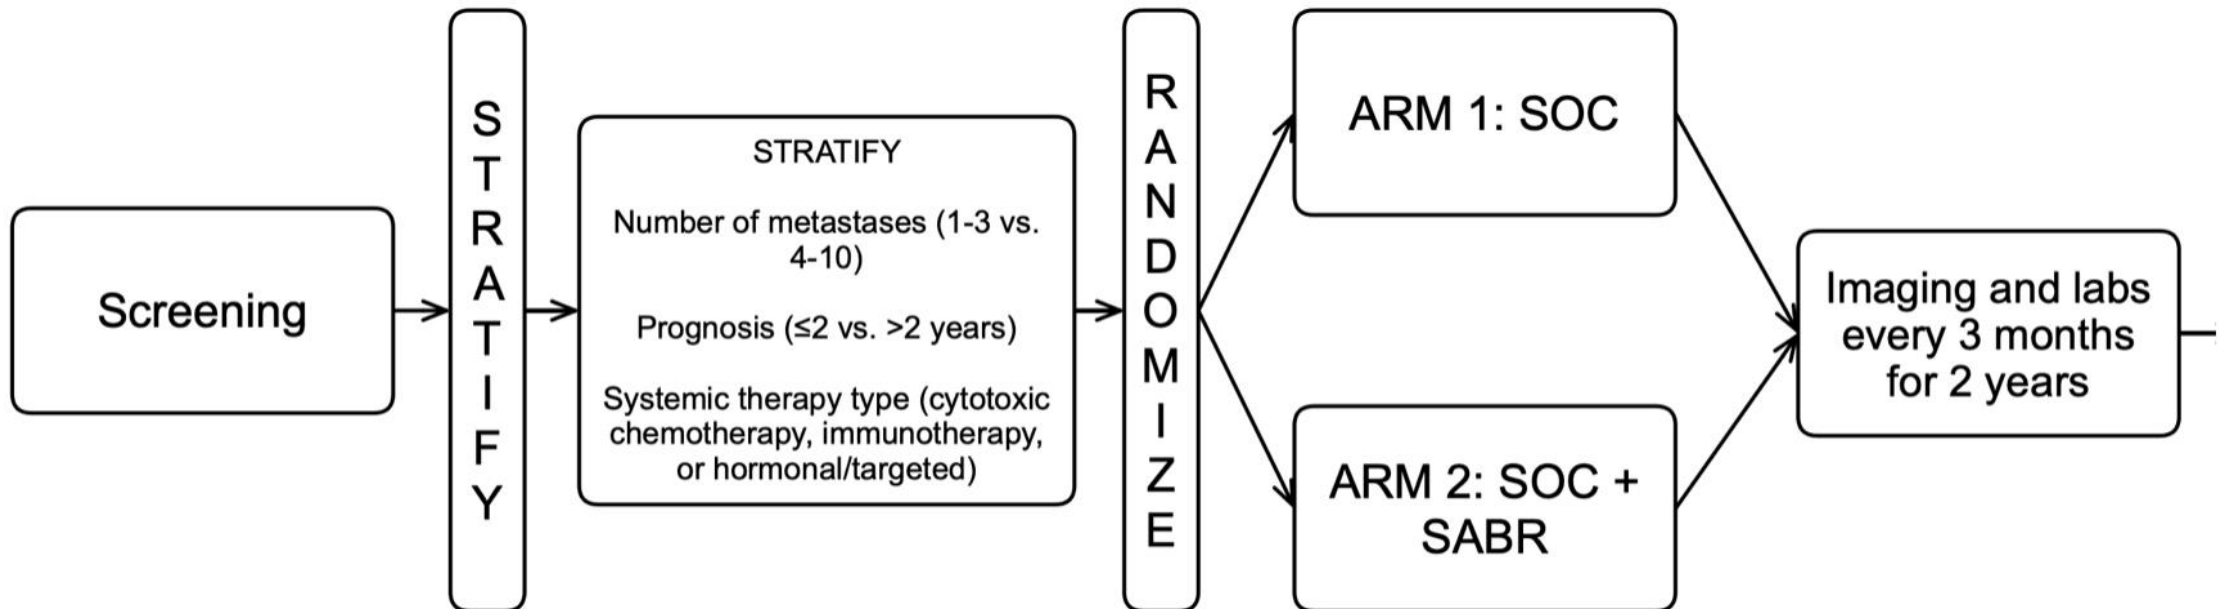 Screening
STRATIFY
STRATIFY
Number of metastases (1-3 vs.
4-10)
Prognosis (≤2 vs. >2 years)
Systemic therapy type (cytotoxic
chemotherapy, immunotherapy,
or hormonal/targeted)
RANDOMIZE
ARM 1: SOC
ARM 2: SOC +
SABR
Imaging and labs
every 3 months
for 2 years